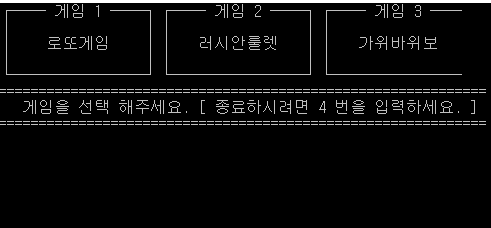 게임 1 게임 2 게임 3
로또게임 러시안룰렛 가위바위보
게임을 선택 해주세요. [ 종료하시려면 4 번을 입력하세요. ]